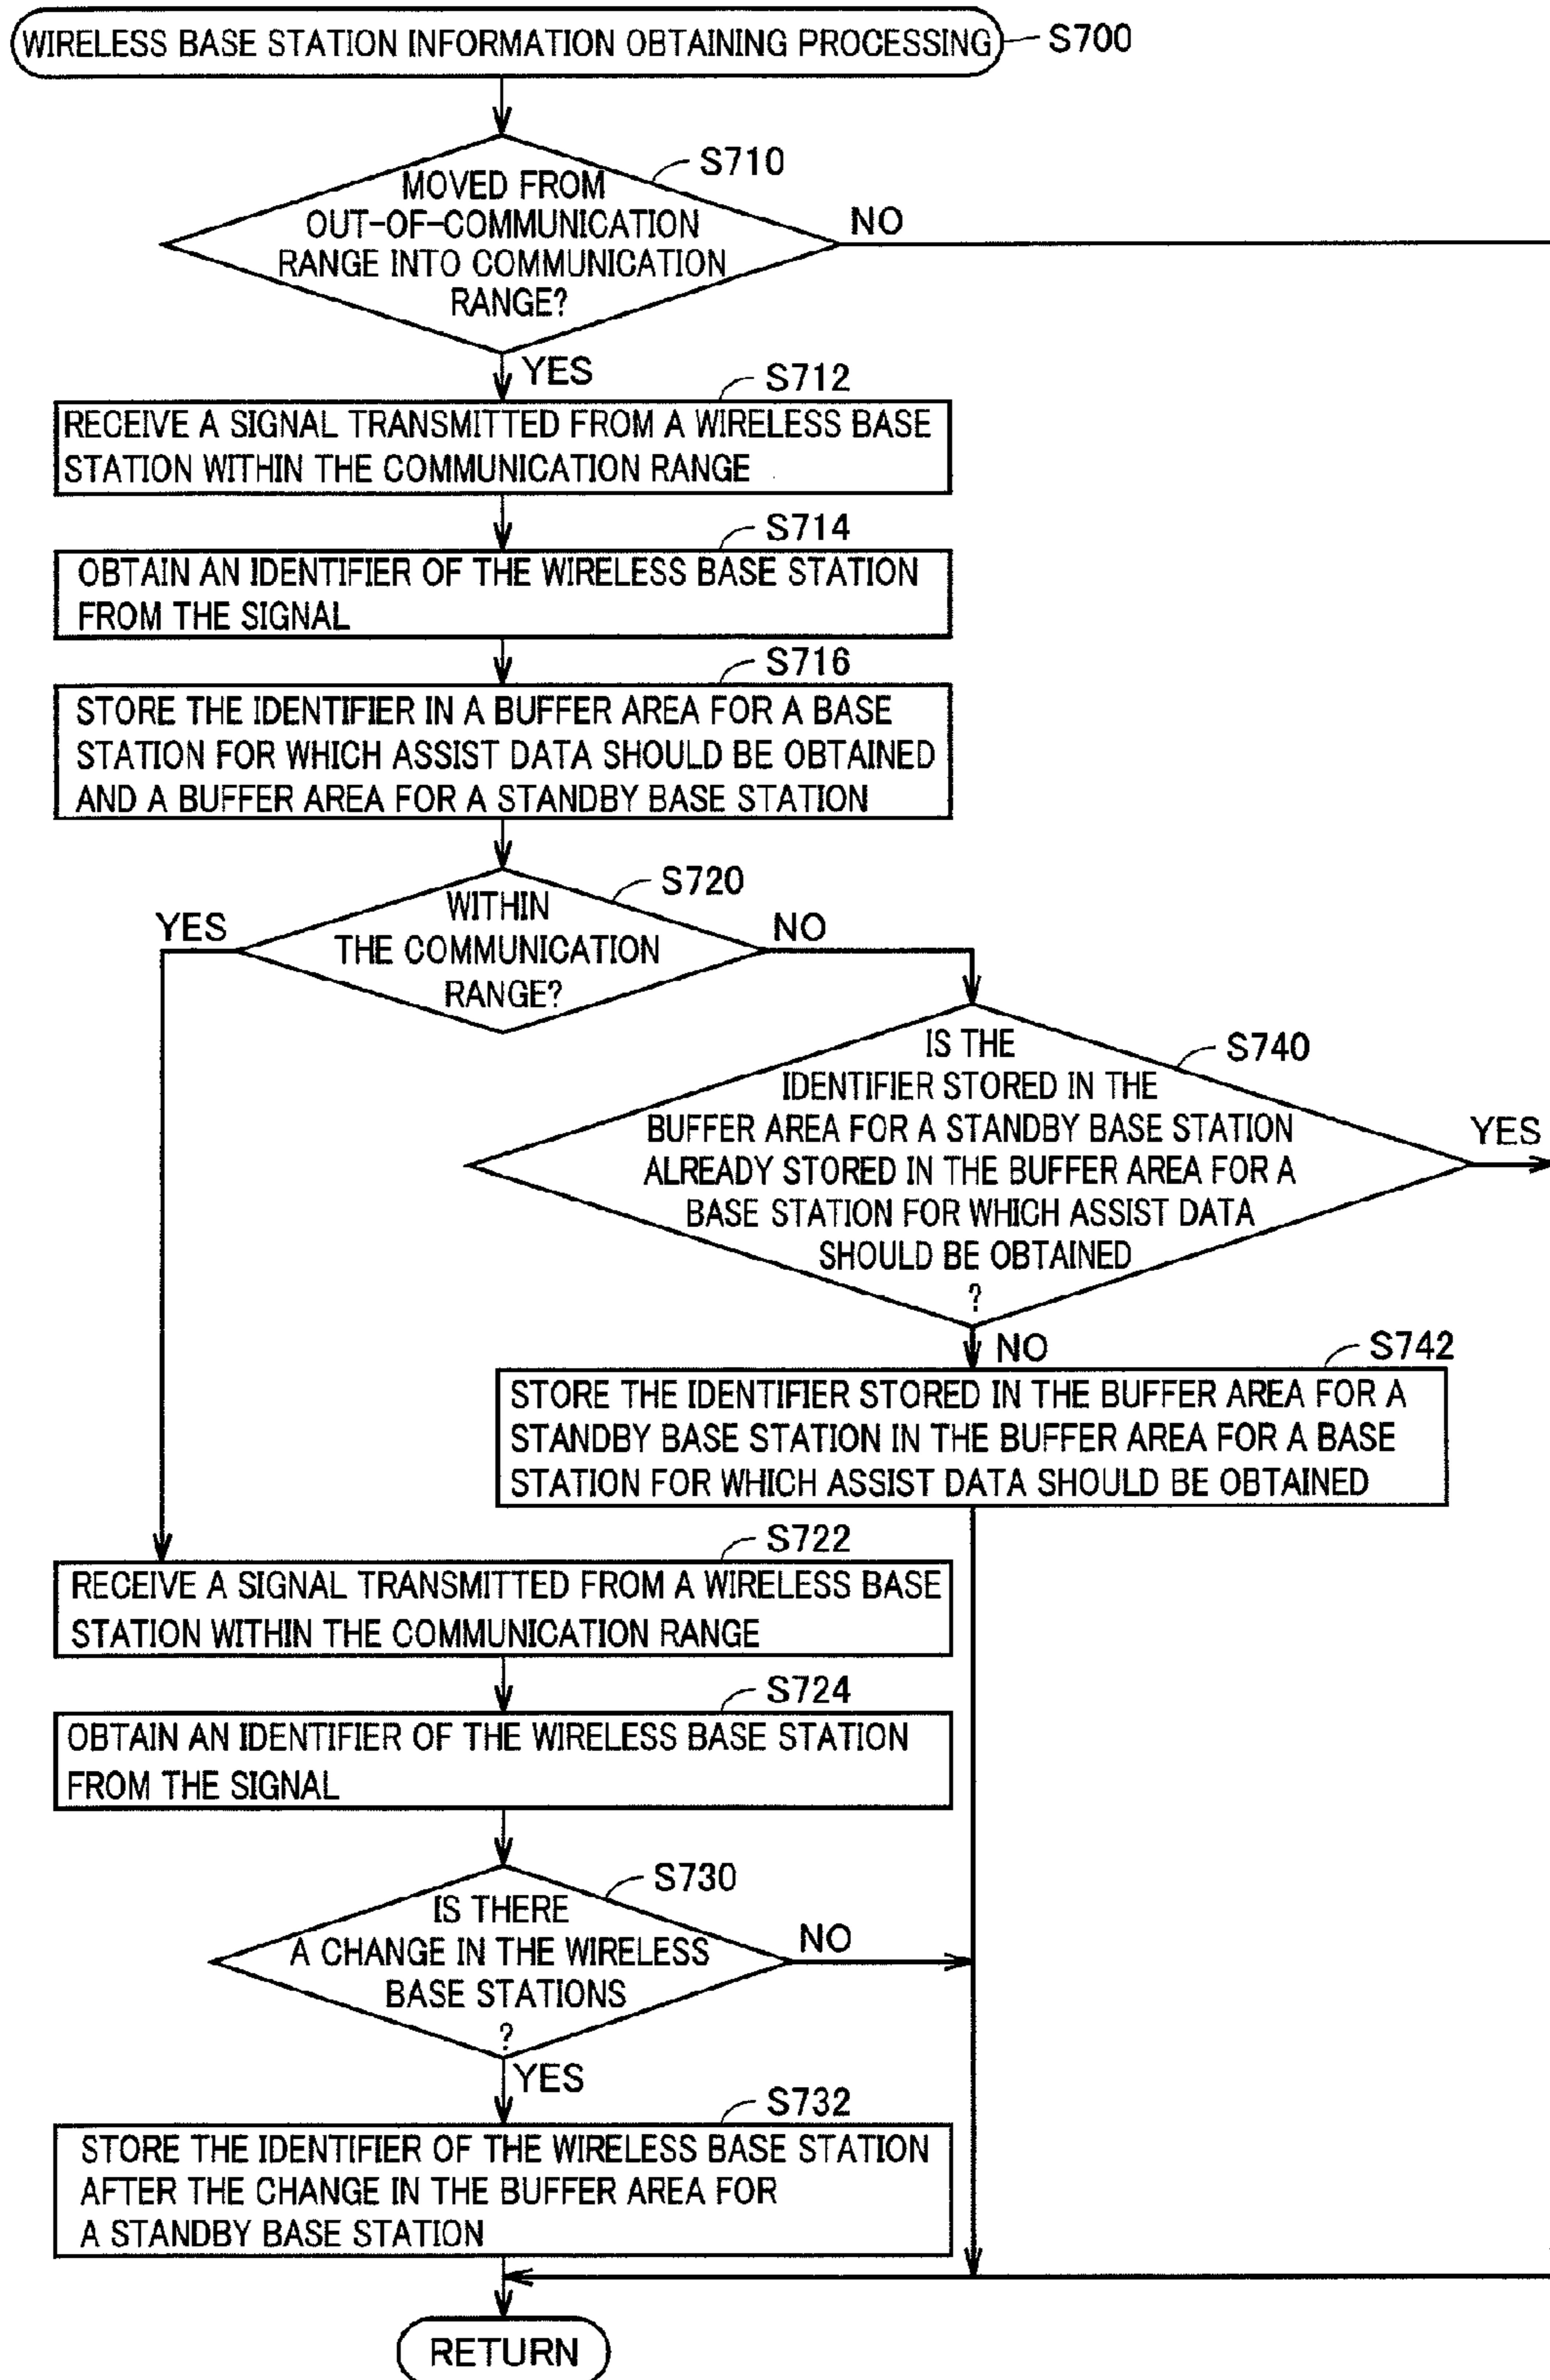 WIRELESS BASE STATION INFORMATION OBTAINING PROCESSING
S700
S710
MOVED FROM
OUT-OF-COMMUNICATION
RANGE INTO COMMUNICATION
RANGE?
NO
YES
S712
RECEIVE A SIGNAL TRANSMITTED FROM A WIRELESS BASE
STATION WITHIN THE COMMUNICATION RANGE
S714
OBTAIN AN IDENTIFIER OF THE WIRELESS BASE STATION
FROM THE SIGNAL
S716
STORE THE IDENTIFIER IN A BUFFER AREA FOR A BASE
STATION FOR WHICH ASSIST DATA SHOULD BE OBTAINED
AND A BUFFER AREA FOR A STANDBY BASE STATION
S720
WITHIN
THE COMMUNICATION
RANGE?
YES
NO
S740
IS THE
IDENTIFIER STORED IN THE
BUFFER AREA FOR A STANDBY BASE STATION
ALREADY STORED IN THE BUFFER AREA FOR A
BASE STATION FOR WHICH ASSIST DATA
SHOULD BE OBTAINED
?
YES
NO
S742
STORE THE IDENTIFIER STORED IN THE BUFFER AREA FOR A
STANDBY BASE STATION IN THE BUFFER AREA FOR A BASE
STATION FOR WHICH ASSIST DATA SHOULD BE OBTAINED
S722
RECEIVE A SIGNAL TRANSMITTED FROM A WIRELESS BASE
STATION WITHIN THE COMMUNICATION RANGE
S724
OBTAIN AN IDENTIFIER OF THE WIRELESS BASE STATION
FROM THE SIGNAL
S730
IS THERE
A CHANGE IN THE WIRELESS
BASE STATIONS
?
NO
YES
S732
STORE THE IDENTIFIER OF THE WIRELESS BASE STATION
AFTER THE CHANGE IN THE BUFFER AREA FOR
A STANDBY BASE STATION
RETURN